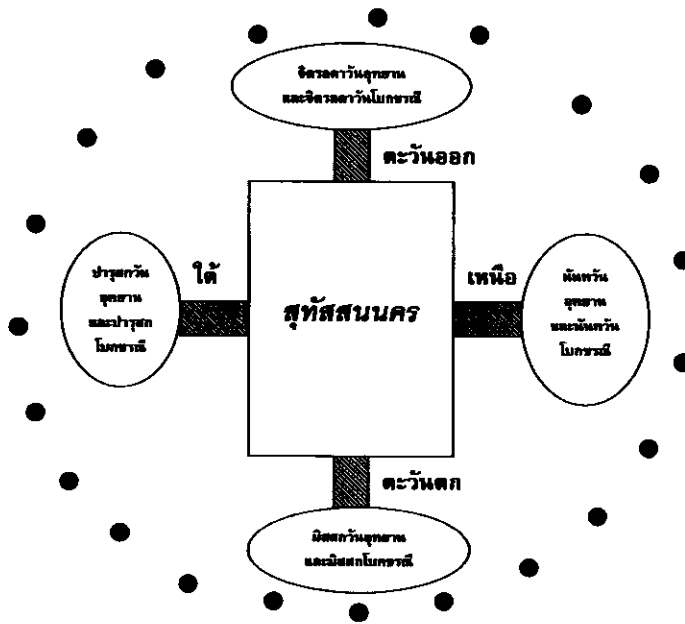 จิตรลดาวันอุทยาน
และจิตรลดาวันโบกขรณี
ตะวันออก
ปารุสกวัน
อุทยาน
และปารุสก
โบกขรณี
ใต้
สุทัสสนนคร
เหนือ
นันทวัน
อุทยาน
และนันทวัน
โบกขรณี
ตะวันตก
มิสสกวันอุทยาน
และมิสสกโบกขรณี